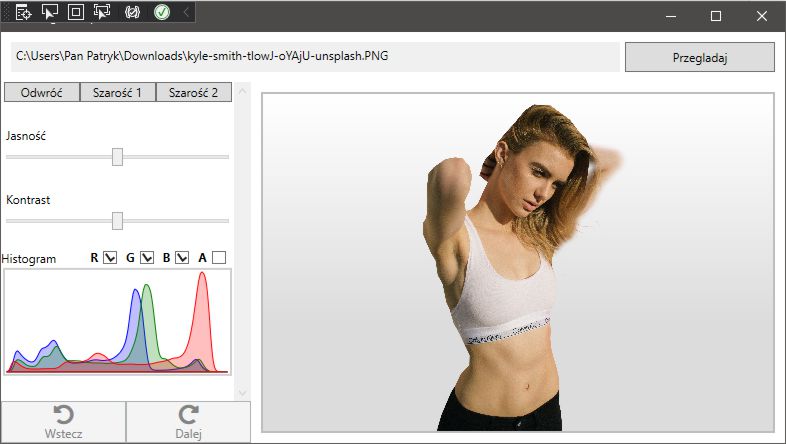 C:\Users\Pan Patryk\Downloads\kyle-smith-tlowJ-oYAjU-unsplash.PNG
Przegladaj
Odwróć Szarość 1 Szarość 2
Jasność
Kontrast
Histogram R G B A
Wstecz Dalej